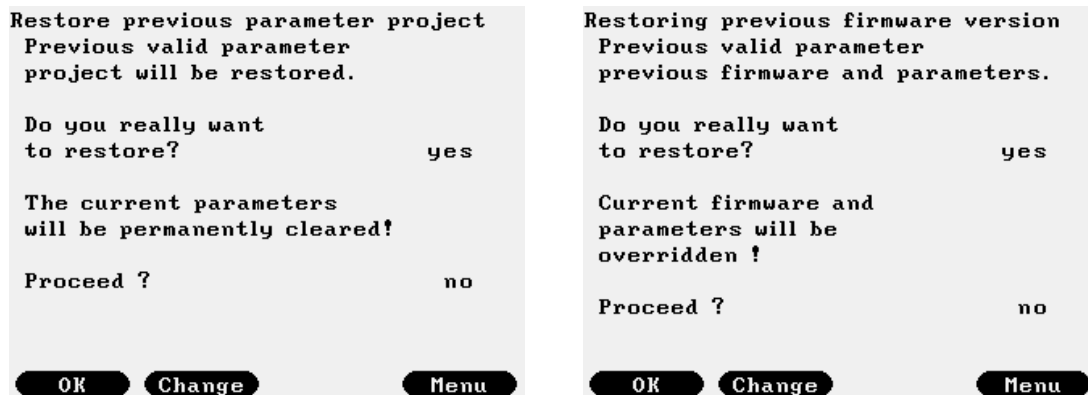 Restore previous parameter project
Previous valid parameter
project will be restored.
Do you really want
to restore? yes
The current parameters
will be permanently cleared!
Proceed ? no
OK Change Menu
Restoring previous firmware version
Previous valid parameter
previous firmware and parameters.
Do you really want
to restore? yes
Current firmware and
parameters will be
overridden !
Proceed ? no
OK Change Menu